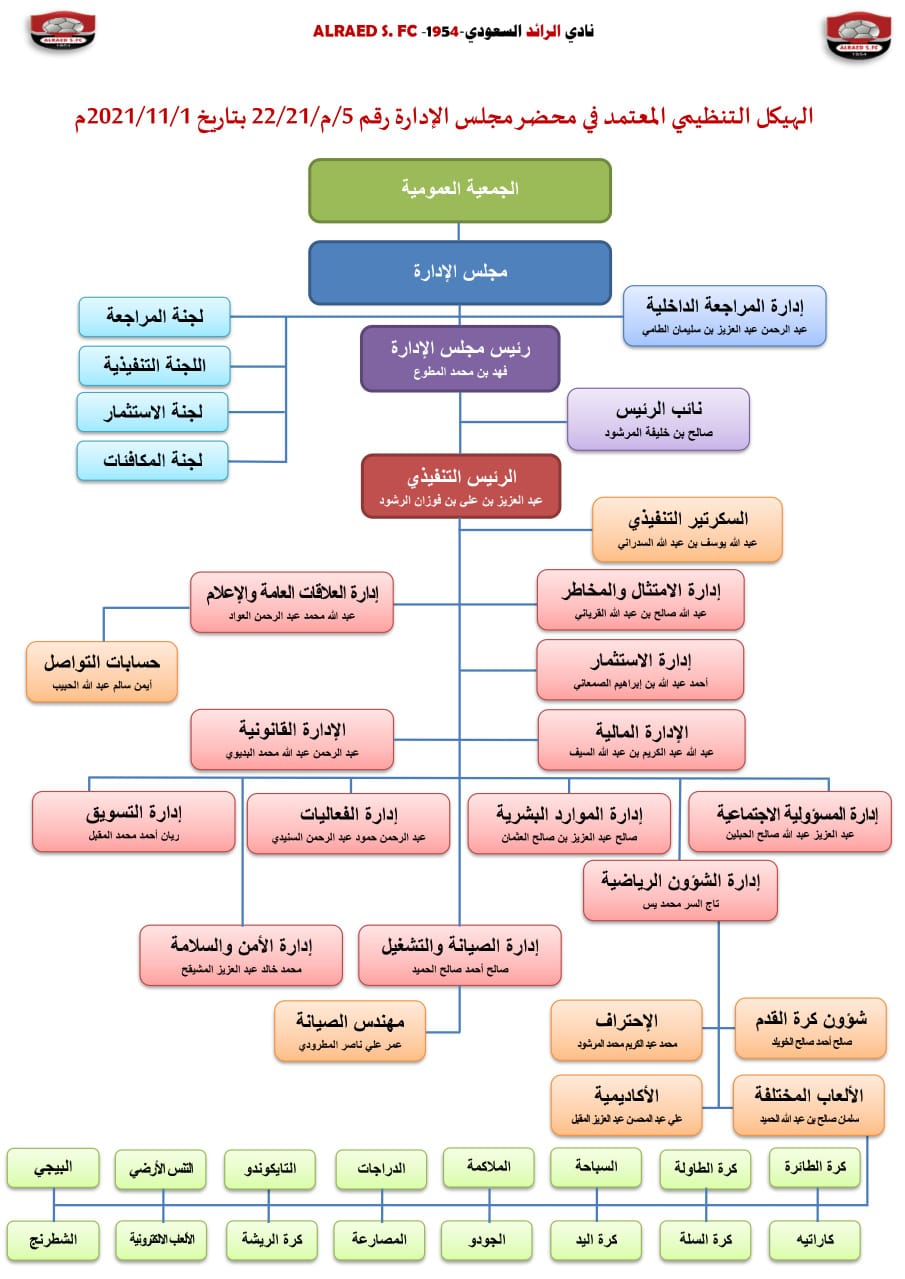 نادي الرائد السعودي-1954- ALRAED S. FC
ALRAED S. FC
1954
ALRAED S. FC
1954
الهيكل التنظيمي المعتمد في محضر مجلس الإدارة رقم 5/م/22/21 بتاريخ 2021/11/1م
الجمعية العمومية
مجلس الإدارة
إدارة المراجعة الداخلية
عبد الرحمن عبد العزيز بن سليمان الطامي
لجنة المراجعة
اللجنة التنفيذية
لجنة الاستثمار
لجنة المكافئات
رئيس مجلس الإدارة
فهد بن محمد المطوع
نائب الرئيس
صالح بن خليفة المرشود
الرئيس التنفيذي
عبد العزيز بن على بن فوزان الرشود
السكرتير التنفيذي
عبد الله يوسف بن عبد الله السدراني
إدارة الامتثال والمخاطر
عبد الله صالح بن عبد الله القرياني
إدارة العلاقات العامة والإعلام
عبد الله محمد عبد الرحمن العواد
إدارة الاستثمار
أحمد عبد الله بن إبراهيم الصمعاني
حسابات التواصل
أيمن سالم عبد الله الحبيب
الإدارة المالية
عبد الله عبد الكريم بن عبد الله السيف
الإدارة القانونية
عبد الرحمن عبد الله محمد البديوي
إدارة المسؤولية الاجتماعية
عبد العزيز عبد الله صالح الحبلين
إدارة الموارد البشرية
صالح عبد العزيز بن صالح العثمان
إدارة الفعاليات
عبد الرحمن حمود عبد الرحمن السنيدي
إدارة التسويق
ريان أحمد محمد المقبل
إدارة الشؤون الرياضية
تاج السر محمد يس
إدارة الصيانة والتشغيل
صالح أحمد صالح الحميد
إدارة الأمن والسلامة
محمد خالد عبد العزيز المشيقح
شؤون كرة القدم
صالح أحمد صالح الخويلد
الإحتراف
محمد عبد الكريم محمد المرشود
مهندس الصيانة
عمر علي ناصر المطرودي
الألعاب المختلفة
سلمان صالح بن عبد الله الحميد
الأكاديمية
علي عبد المحسن عبد العزيز المقبل
كرة الطائرة
كرة الطاولة
السباحة
الملاكمة
الدراجات
التايكوندو
التنس الأرضي
البيجي
كاراتيه
كرة السلة
كرة اليد
الجودو
المصارعة
كرة الريشة
الألعاب الالكترونية
الشطرنج